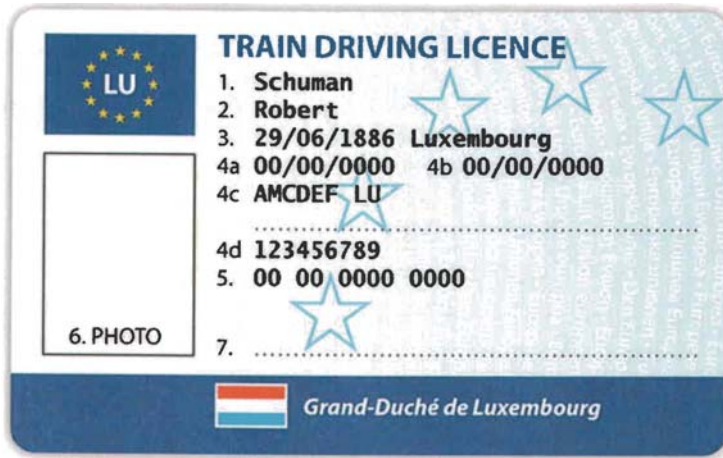 LU
TRAIN DRIVING LICENCE
1. Schuman
2. Robert
3. 29/06/1886 Luxembourg
4a 00/00/0000 4b 00/00/0000
4c AMCDEF LU
4d 123456789
5. 00 00 0000 0000
6. PHOTO
7.
Grand-Duché de Luxembourg